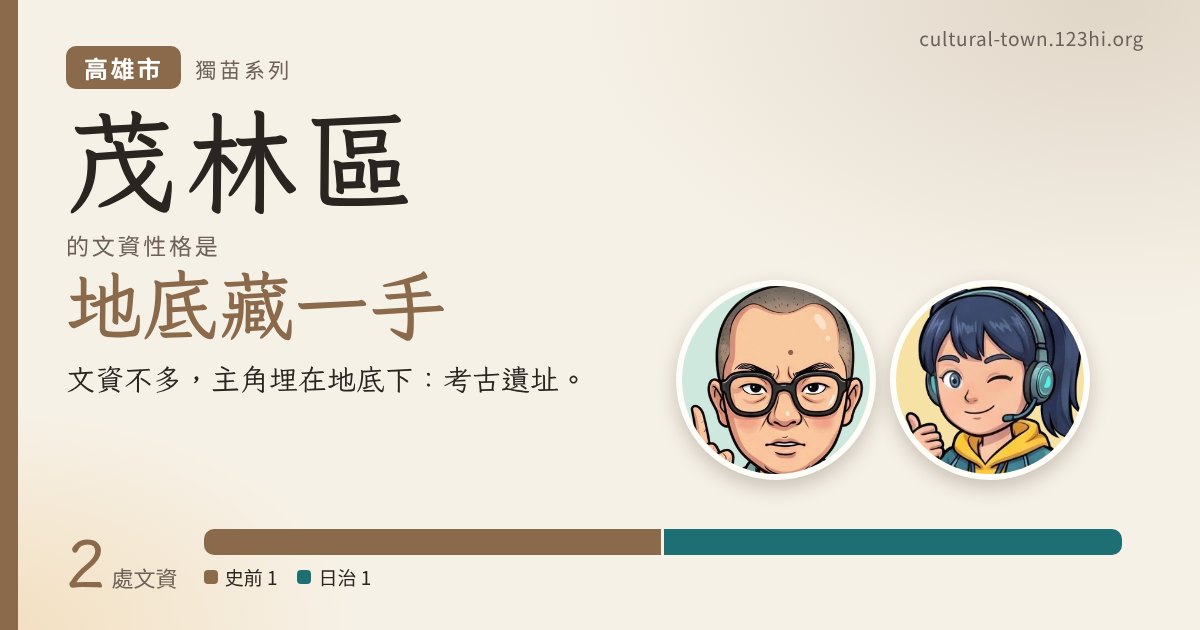 高雄市 獨苗系列
cultural-town.123hi.org
茂林區
的文資性格是
地底藏一手
文資不多，主角埋在地底下：考古遺址。
2 處文資
史前 1 日治 1